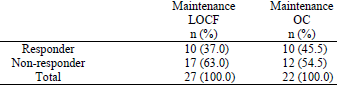 Maintenance Maintenance
LOCF OC
n (%) n (%)
Responder 10 (37.0) 10 (45.5)
Non-responder 17 (63.0) 12 (54.5)
Total 27 (100.0) 22 (100.0)